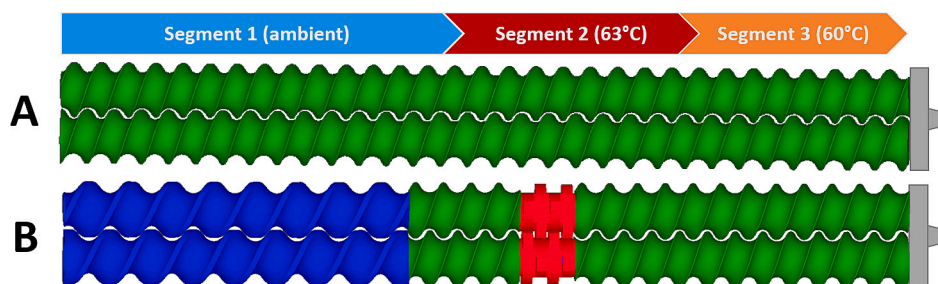 Segment 1 (ambient)
Segment 2 (63°C)
Segment 3 (60°C)
A
B